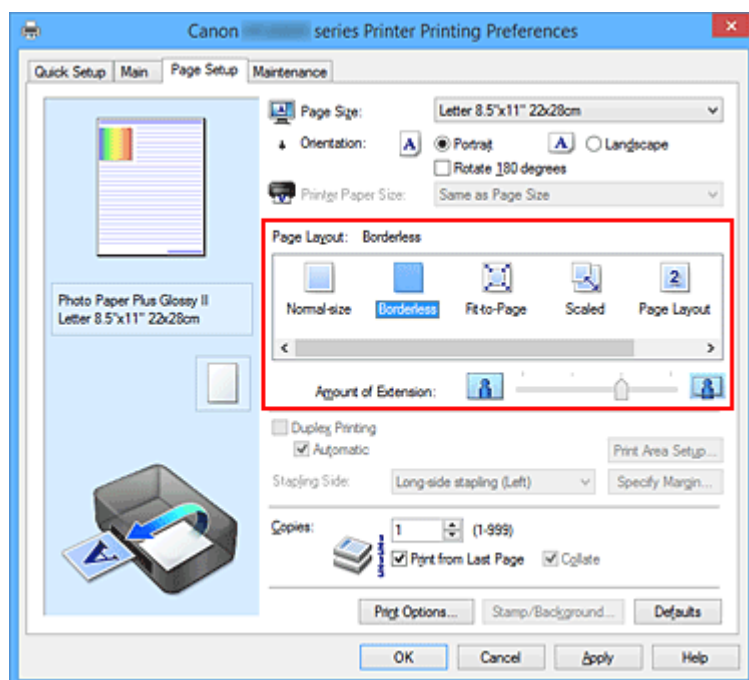 Canon series Printer Printing Preferences
Quick Setup Main Page Setup Maintenance
Page Size: Letter 8.5"x11" 22x28cm
Orientation: A Portrait A Landscape
Rotate 180 degrees
Printer Paper Size: Same as Page Size
Page Layout: Borderless
2
Normal-size Borderless Fit-to-Page Scaled Page Layout
Photo Paper Plus Glossy II
Letter 8.5"x11" 22x28cm
Amount of Extension:
Duplex Printing
Automatic
Print Area Setup...
Stapling Side: Long-side stapling (Left) Specify Margin...
Copies: 1 (1-999)
Print from Last Page Collate
A
Print Options... Stamp/Background... Defaults
OK Cancel Apply Help